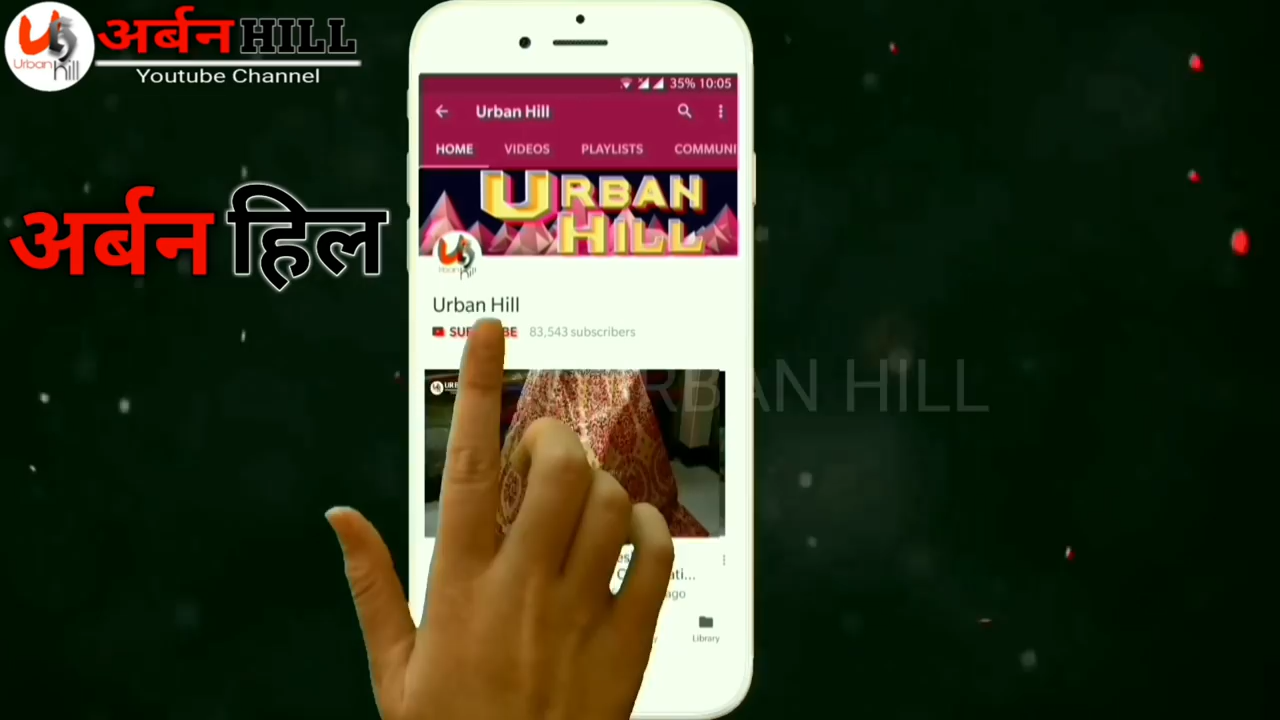 अर्बन HILL
Urban hill
Youtube Channel
35% 10:05
Urban Hill
HOME VIDEOS PLAYLISTS COMMUNI
URBAN HILL
अर्बन हिल
Urban Hill
83,543 subscribers
URBAN HILL
Library